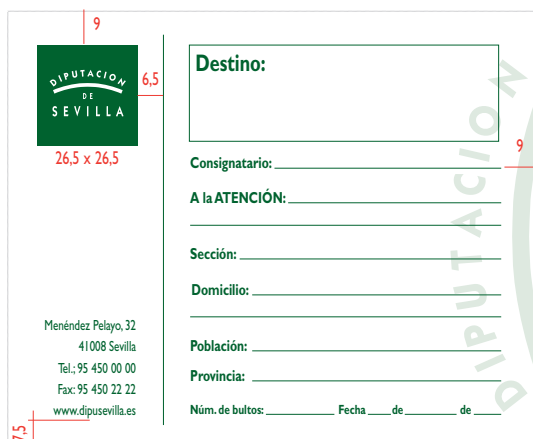 9
DIPUTACION
DE
SEVILLA
6,5
26,5 x 26,5
Destino:
Consignatario:
9
A la ATENCIÓN:
Sección:
Domicilio:
Población:
Provincia:
Núm. de bultos: Fecha de de
Menéndez Pelayo, 32
41008 Sevilla
Tel.; 95 450 00 00
Fax: 95 450 22 22
www.dipusevilla.es
7,5
DIPUTACION